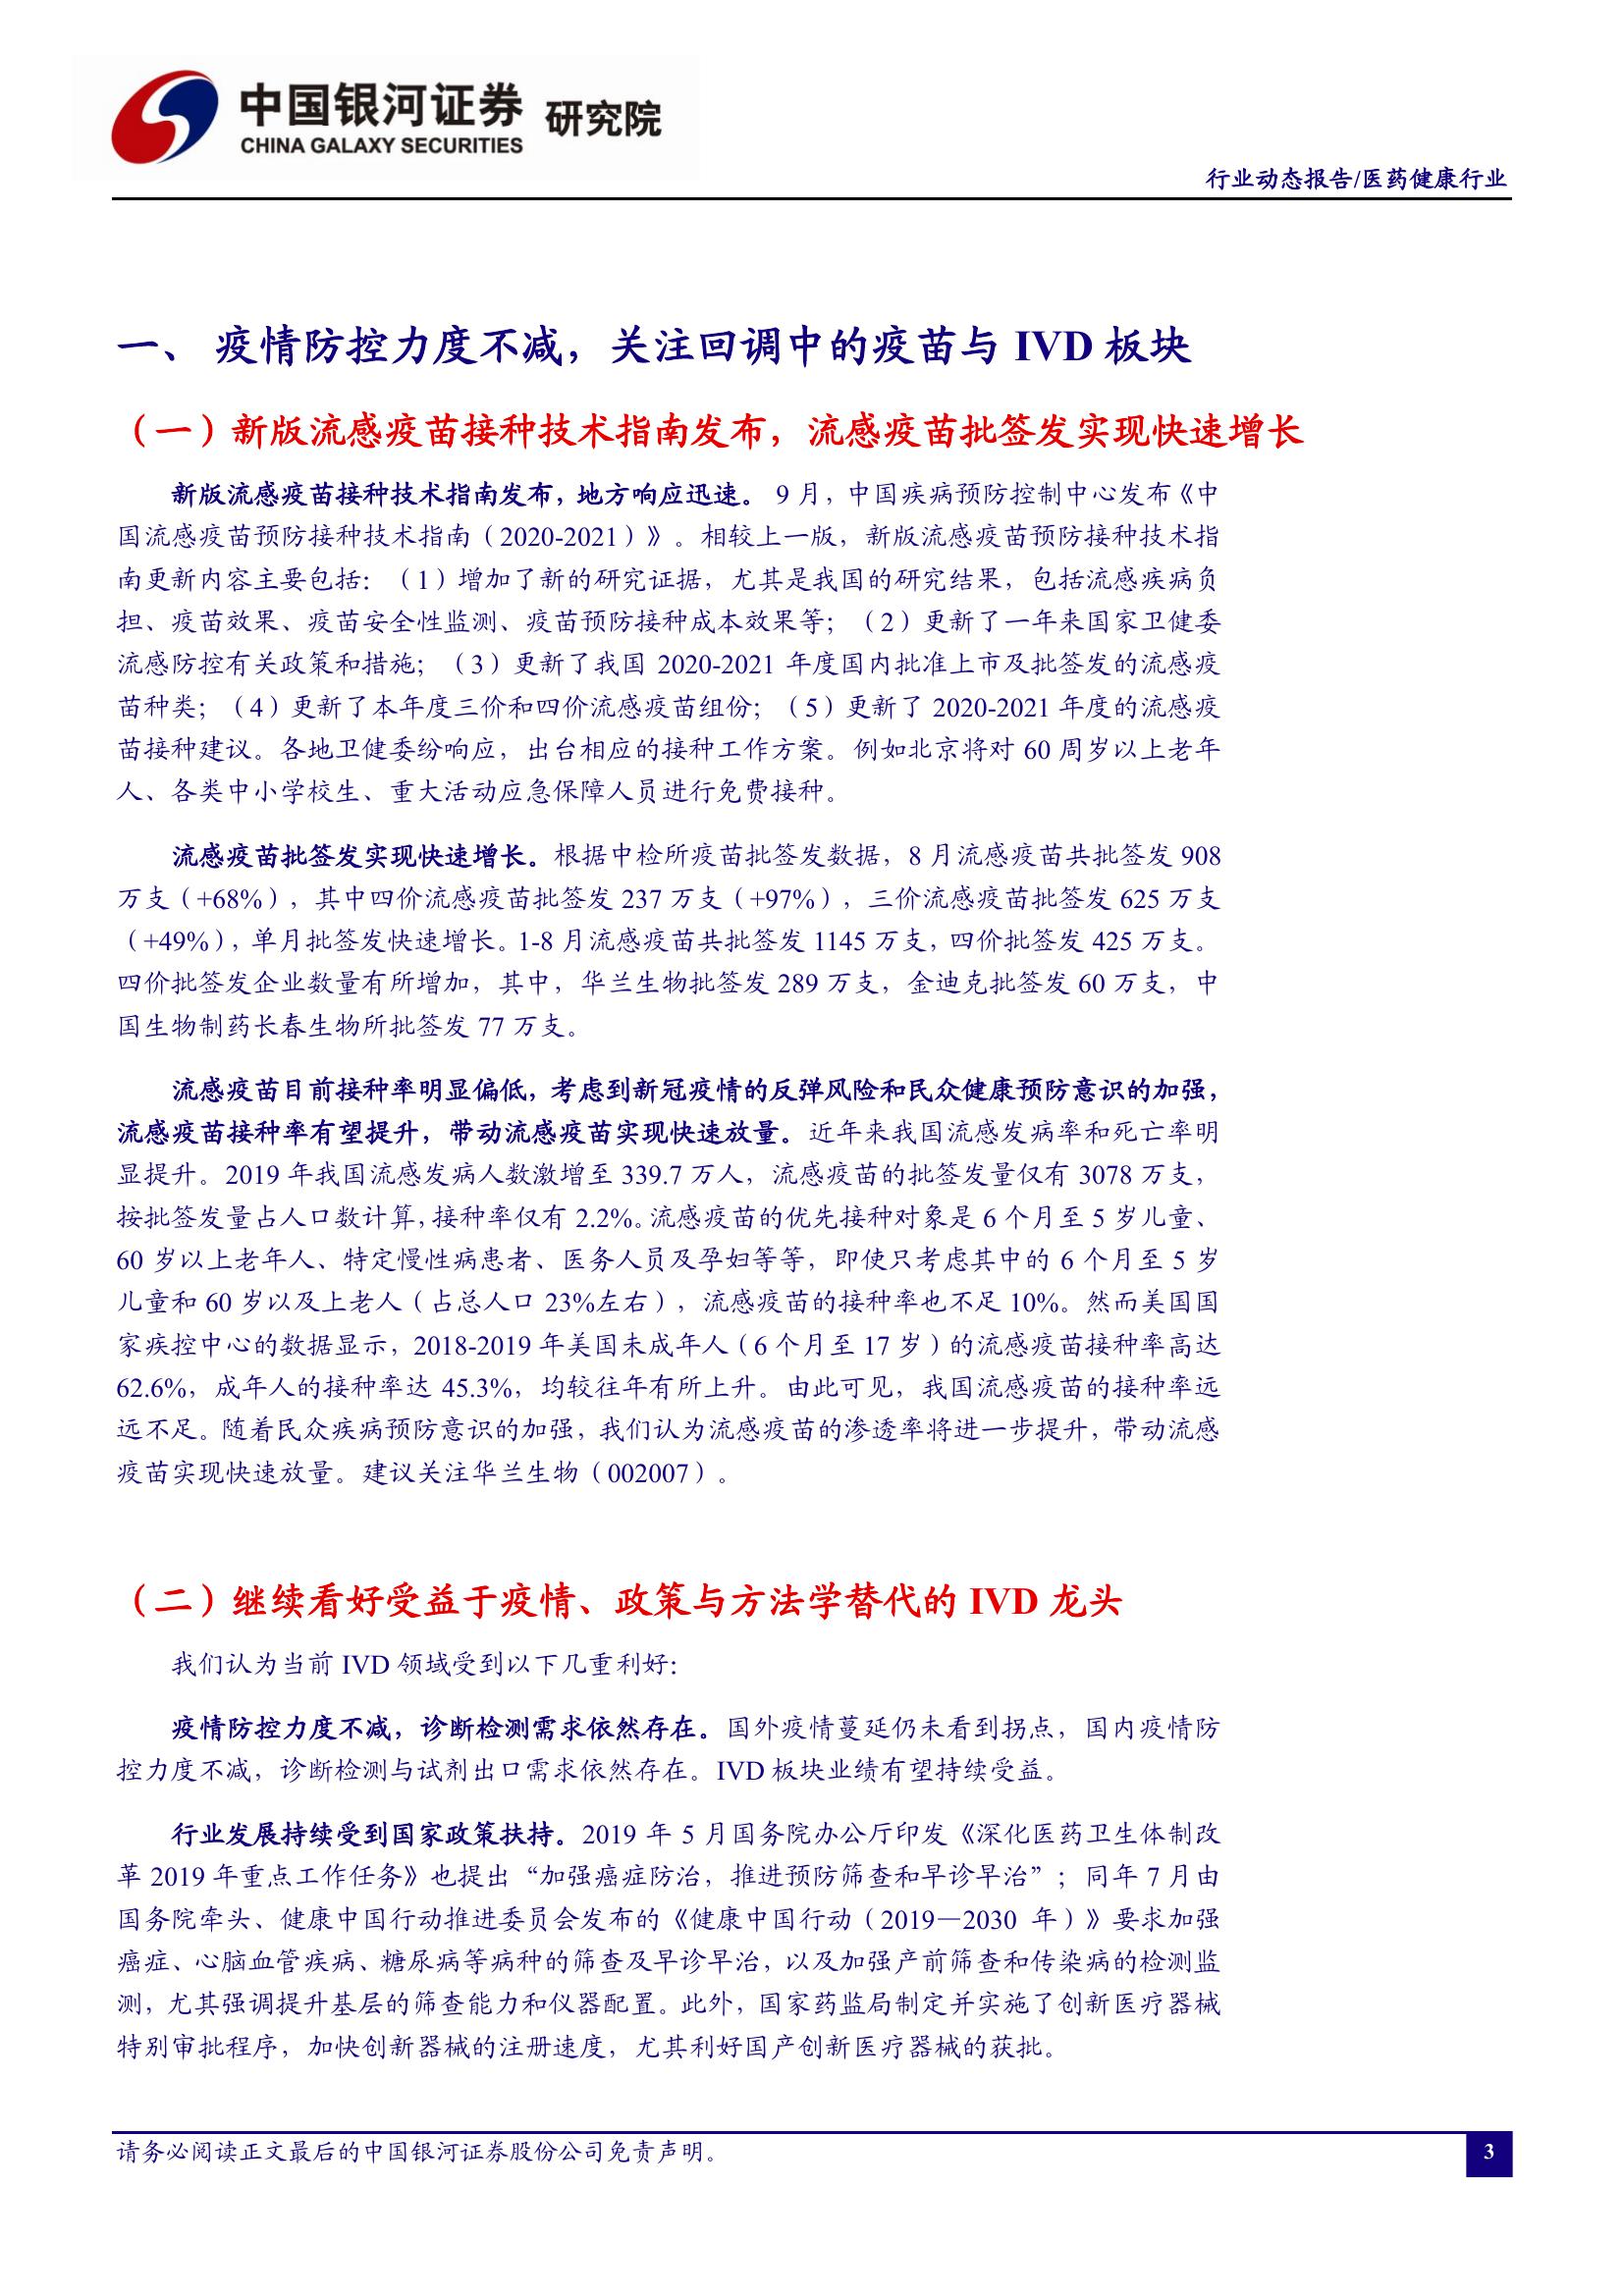 中国银河证券 研究院
CHINA GALAXY SECURITIES
行业动态报告/医药健康行业
一、 疫情防控力度不减，关注回调中的疫苗与 IVD 板块
（一）新版流感疫苗接种技术指南发布，流感疫苗批签发实现快速增长
新版流感疫苗接种技术指南发布，地方响应迅速。 9 月，中国疾病预防控制中心发布《中
国流感疫苗预防接种技术指南（2020-2021）》。相较上一版，新版流感疫苗预防接种技术指
南更新内容主要包括：（1）增加了新的研究证据，尤其是我国的研究结果，包括流感疾病负
担、疫苗效果、疫苗安全性监测、疫苗预防接种成本效果等；（2）更新了一年来国家卫健委
流感防控有关政策和措施；（3）更新了我国 2020-2021 年度国内批准上市及批签发的流感疫
苗种类；（4）更新了本年度三价和四价流感疫苗组份；（5）更新了 2020-2021 年度的流感疫
苗接种建议。各地卫健委纷响应，出台相应的接种工作方案。例如北京将对 60 周岁以上老年
人、各类中小学校生、重大活动应急保障人员进行免费接种。
流感疫苗批签发实现快速增长。根据中检所疫苗批签发数据，8 月流感疫苗共批签发 908
万支（+68%），其中四价流感疫苗批签发 237 万支（+97%），三价流感疫苗批签发 625 万支
（+49%），单月批签发快速增长。1-8 月流感疫苗共批签发 1145 万支，四价批签发 425 万支。
四价批签发企业数量有所增加，其中，华兰生物批签发 289 万支，金迪克批签发 60 万支，中
国生物制药长春生物所批签发 77 万支。
流感疫苗目前接种率明显偏低，考虑到新冠疫情的反弹风险和民众健康预防意识的加强，
流感疫苗接种率有望提升，带动流感疫苗实现快速放量。近年来我国流感发病率和死亡率明
显提升。2019 年我国流感发病人数激增至 339.7 万人，流感疫苗的批签发量仅有 3078 万支，
按批签发量占人口数计算，接种率仅有 2.2%。流感疫苗的优先接种对象是 6 个月至 5 岁儿童、
60 岁以上老年人、特定慢性病患者、医务人员及孕妇等等，即使只考虑其中的 6 个月至 5 岁
儿童和 60 岁以及上老人（占总人口 23%左右），流感疫苗的接种率也不足 10%。然而美国国
家疾控中心的数据显示，2018-2019 年美国未成年人（6 个月至 17 岁）的流感疫苗接种率高达
62.6%，成年人的接种率达 45.3%，均较往年有所上升。由此可见，我国流感疫苗的接种率远
远不足。随着民众疾病预防意识的加强，我们认为流感疫苗的渗透率将进一步提升，带动流感
疫苗实现快速放量。建议关注华兰生物（002007）。
（二）继续看好受益于疫情、政策与方法学替代的 IVD 龙头
我们认为当前 IVD 领域受到以下几重利好：
疫情防控力度不减，诊断检测需求依然存在。国外疫情蔓延仍未看到拐点，国内疫情防
控力度不减，诊断检测与试剂出口需求依然存在。IVD 板块业绩有望持续受益。
行业发展持续受到国家政策扶持。2019 年 5 月国务院办公厅印发《深化医药卫生体制改
革 2019 年重点工作任务》也提出“加强癌症防治，推进预防筛查和早诊早治”；同年 7 月由
国务院牵头、健康中国行动推进委员会发布的《健康中国行动（2019—2030 年）》要求加强
癌症、心脑血管疾病、糖尿病等病种的筛查及早诊早治，以及加强产前筛查和传染病的检测监
测，尤其强调提升基层的筛查能力和仪器配置。此外，国家药监局制定并实施了创新医疗器械
特别审批程序，加快创新器械的注册速度，尤其利好国产创新医疗器械的获批。
请务必阅读正文最后的中国银河证券股份公司免责声明。
3